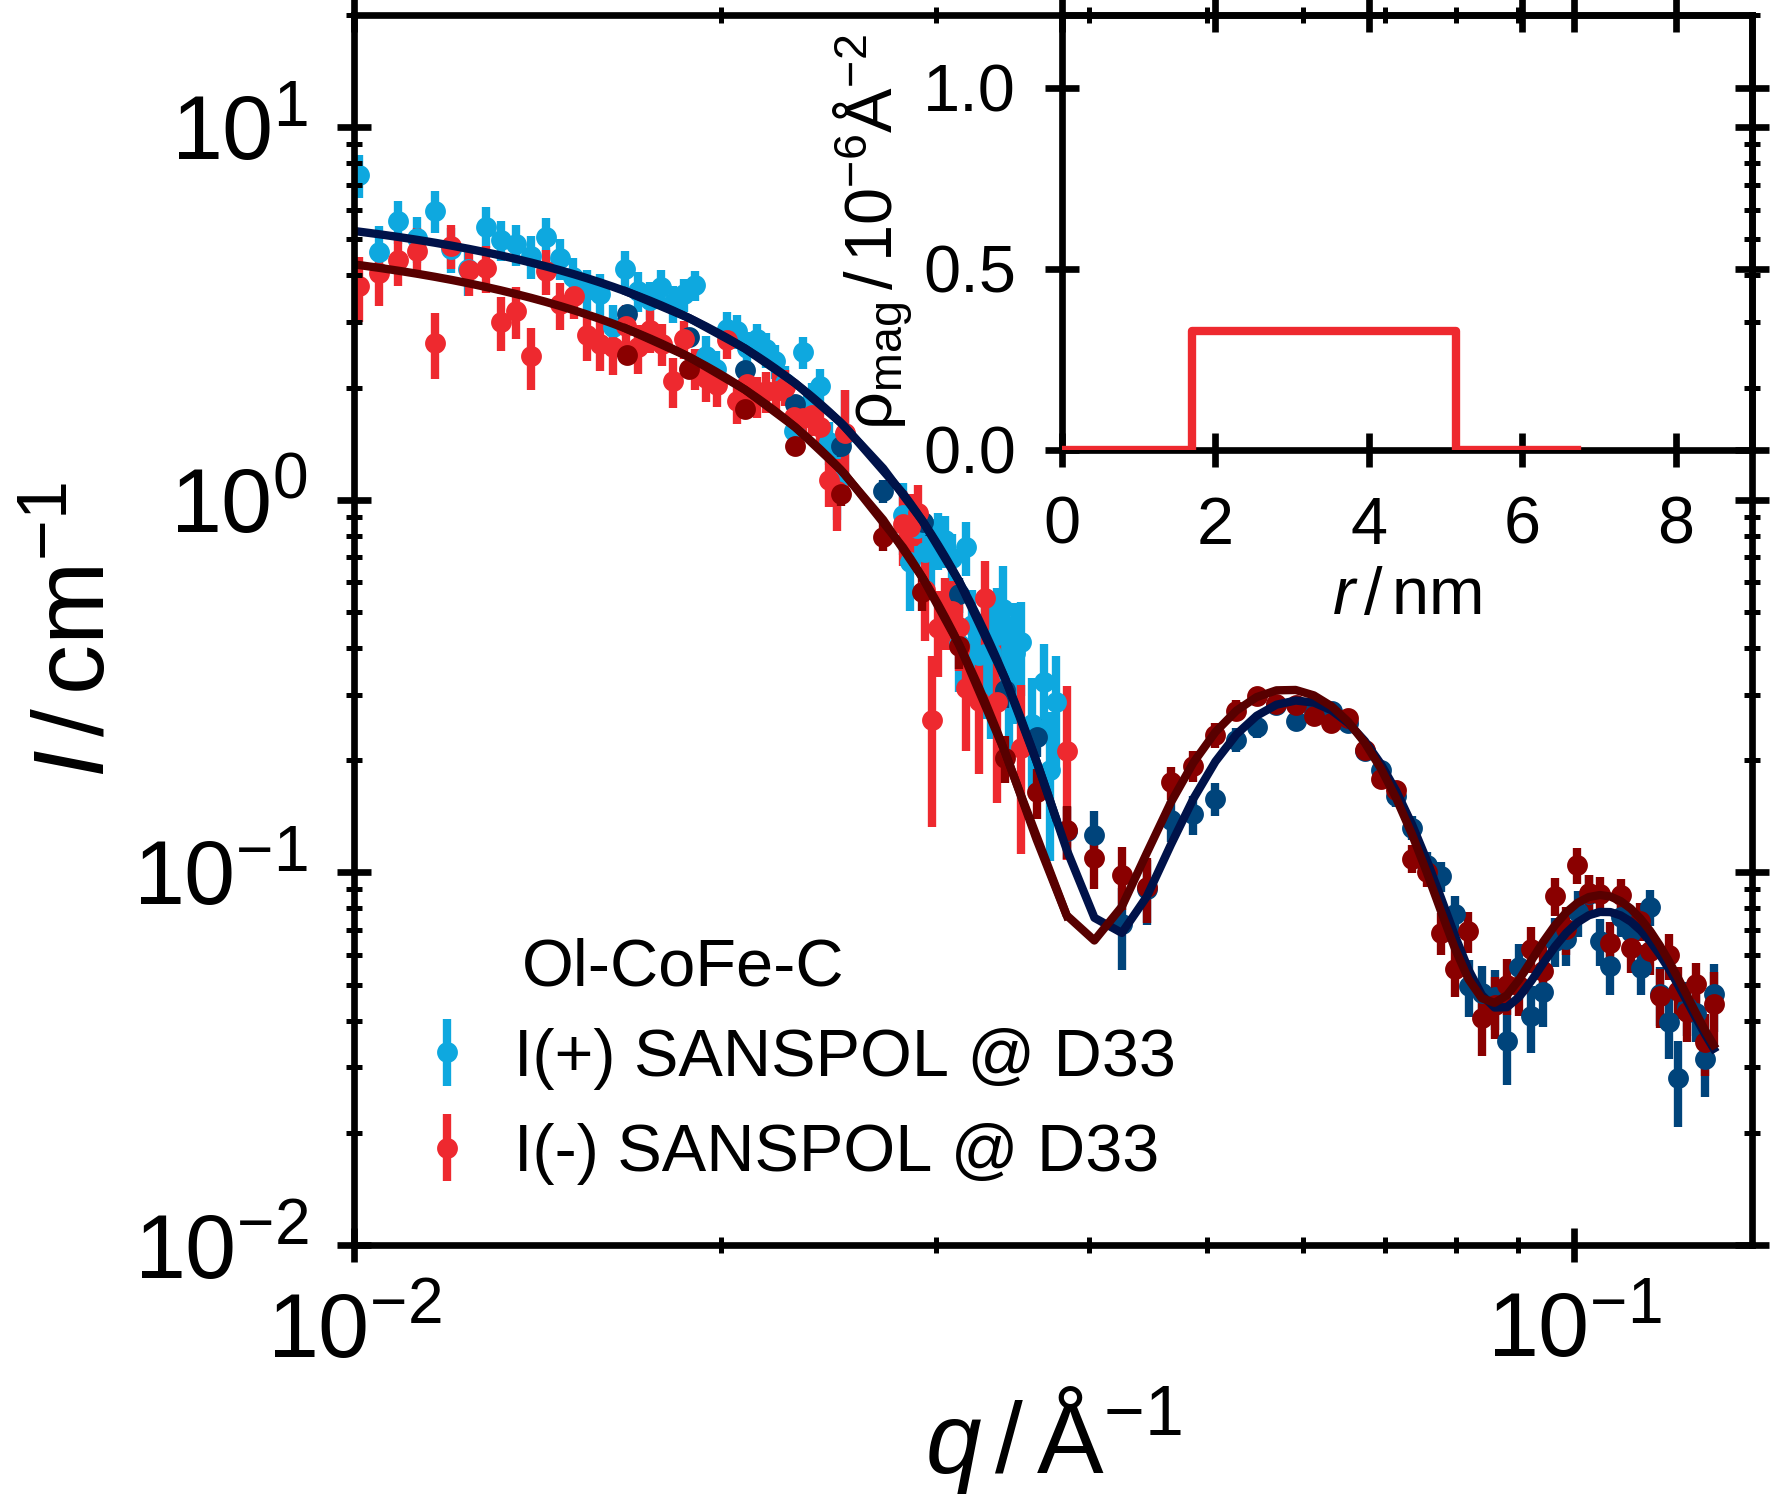 10¹
10⁰
10⁻¹
10⁻²
I / cm⁻¹
10⁻²
10⁻¹
q / Å⁻¹
ρmag / 10⁻⁶Å⁻²
1.0
0.5
0.0
0 2 4 6 8
r / nm
Ol-CoFe-C
I(+) SANSPOL @ D33
I(-) SANSPOL @ D33